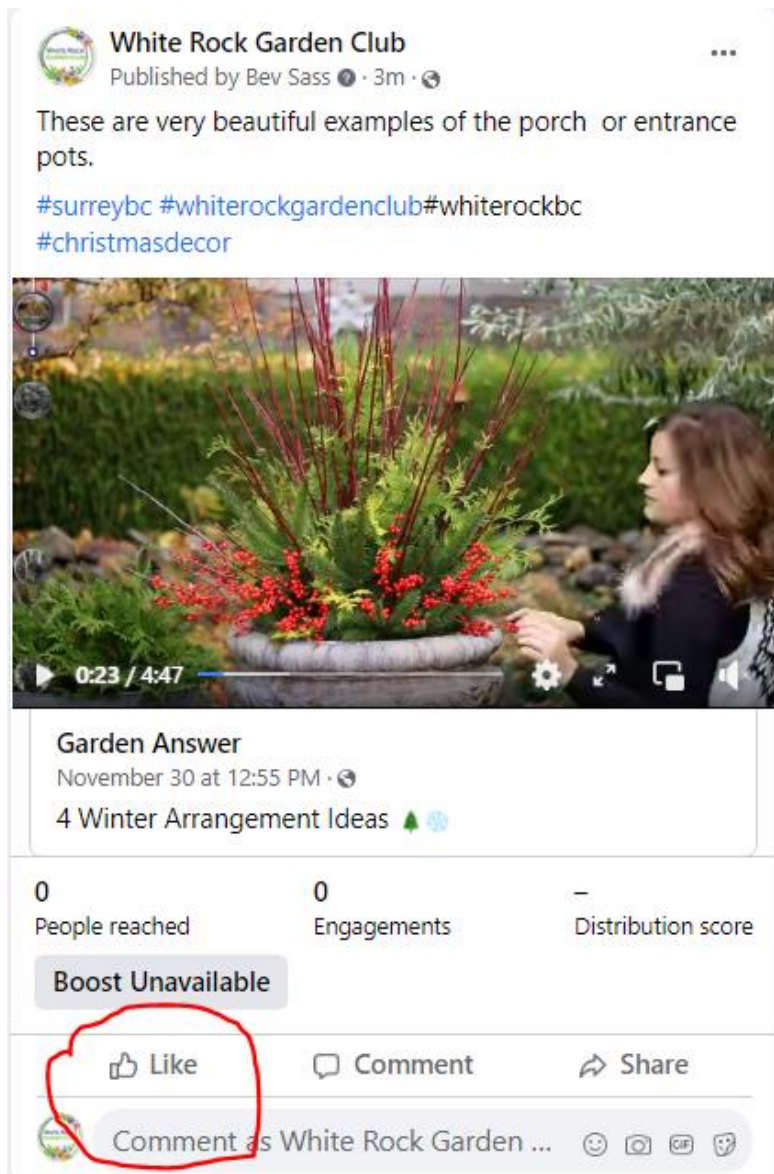 White Rock Garden Club
Published by Bev Sass · 3m ·
These are very beautiful examples of the porch or entrance
pots.
#surreybc #whiterockgardenclub#whiterockbc
#christmasdecor
0:23 / 4:47
Garden Answer
November 30 at 12:55 PM ·
4 Winter Arrangement Ideas 🌲❄️
0 0 –
People reached Engagements Distribution score
Boost Unavailable
Like Comment Share
Comment as White Rock Garden ... GIF